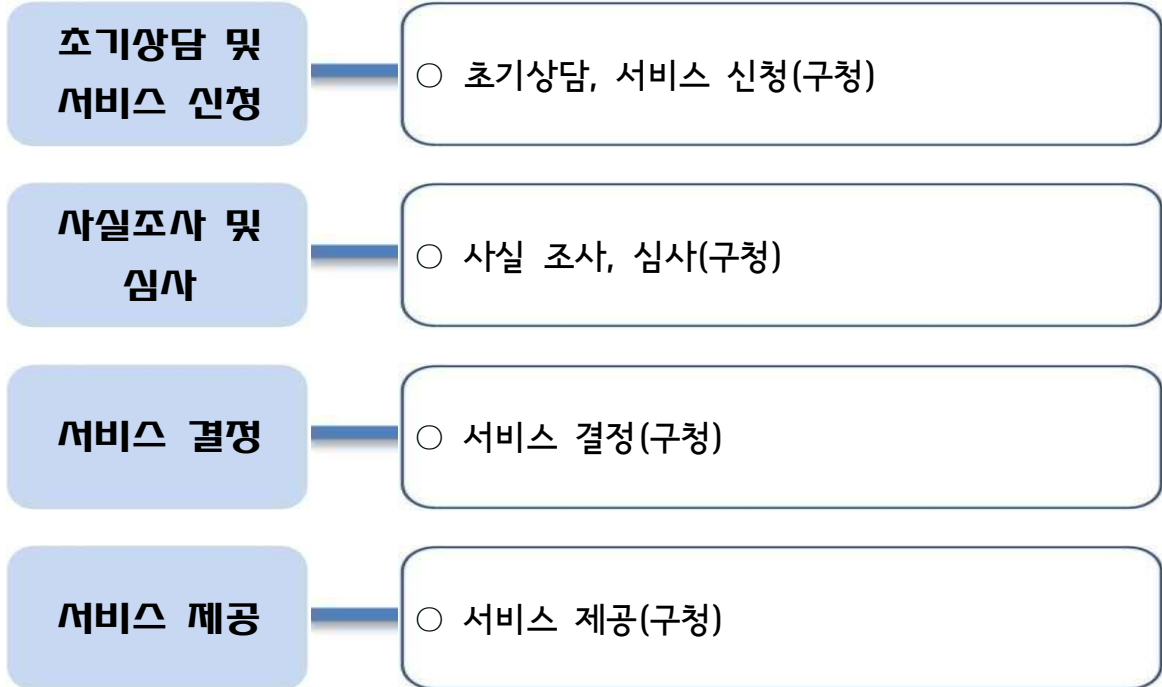 초기상담 및
서비스 신청
○ 초기상담, 서비스 신청(구청)
사실조사 및
심사
○ 사실 조사, 심사(구청)
서비스 결정
○ 서비스 결정(구청)
서비스 제공
○ 서비스 제공(구청)